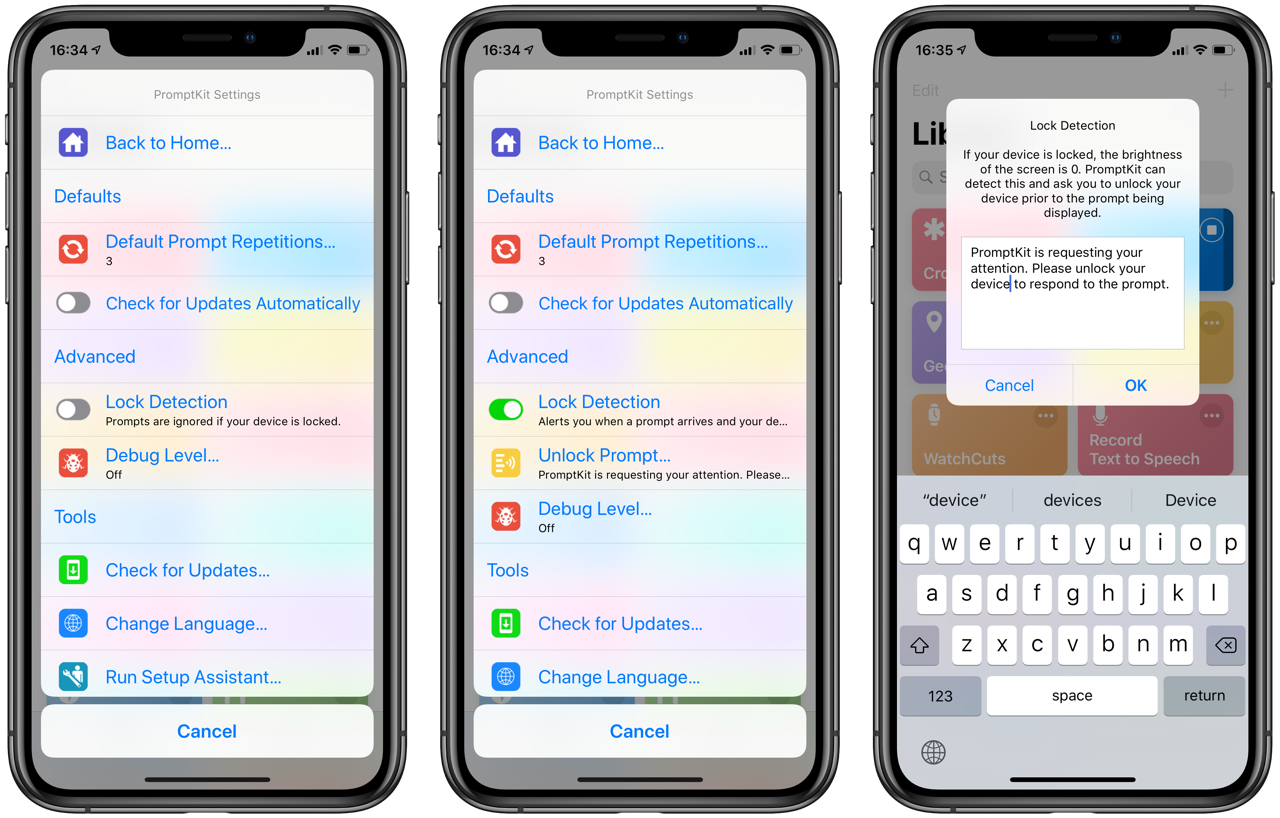 16:34
PromptKit Settings
Back to Home...
Defaults
Default Prompt Repetitions...
3
Check for Updates Automatically
Advanced
Lock Detection
Prompts are ignored if your device is locked.
Debug Level...
Off
Tools
Check for Updates...
Change Language...
Run Setup Assistant...
Cancel
16:34
PromptKit Settings
Back to Home...
Defaults
Default Prompt Repetitions...
3
Check for Updates Automatically
Advanced
Lock Detection
Alerts you when a prompt arrives and your de...
Unlock Prompt...
PromptKit is requesting your attention. Please...
Debug Level...
Off
Tools
Check for Updates...
Change Language...
Cancel
16:35
Edit
Lib
S
Lock Detection
If your device is locked, the brightness
of the screen is 0. PromptKit can
detect this and ask you to unlock your
device prior to the prompt being
displayed.
PromptKit is requesting your
attention. Please unlock your
device to respond to the prompt.
Cancel OK
Cro
Geo
WatchCuts
Record
Text to Speech
“device” devices Device
q w e r t y u i o p
a s d f g h j k l
z x c v b n m
123 space return